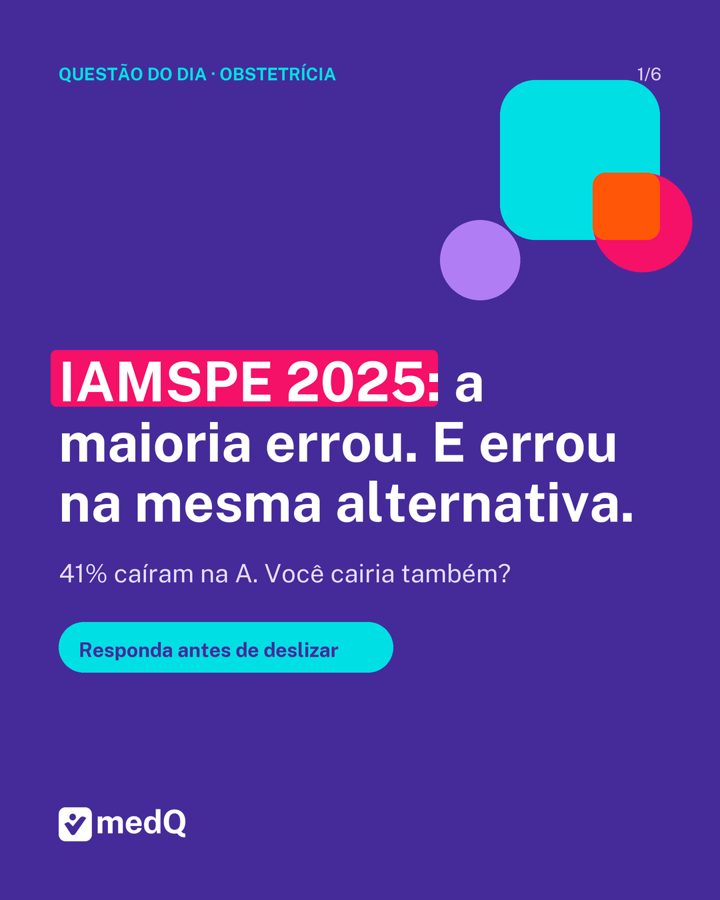 QUESTÃO DO DIA · OBSTETRÍCIA
1/6
IAMSPE 2025: a
maioria errou. E errou
na mesma alternativa.
41% caíram na A. Você cairia também?
Responda antes de deslizar
medQ